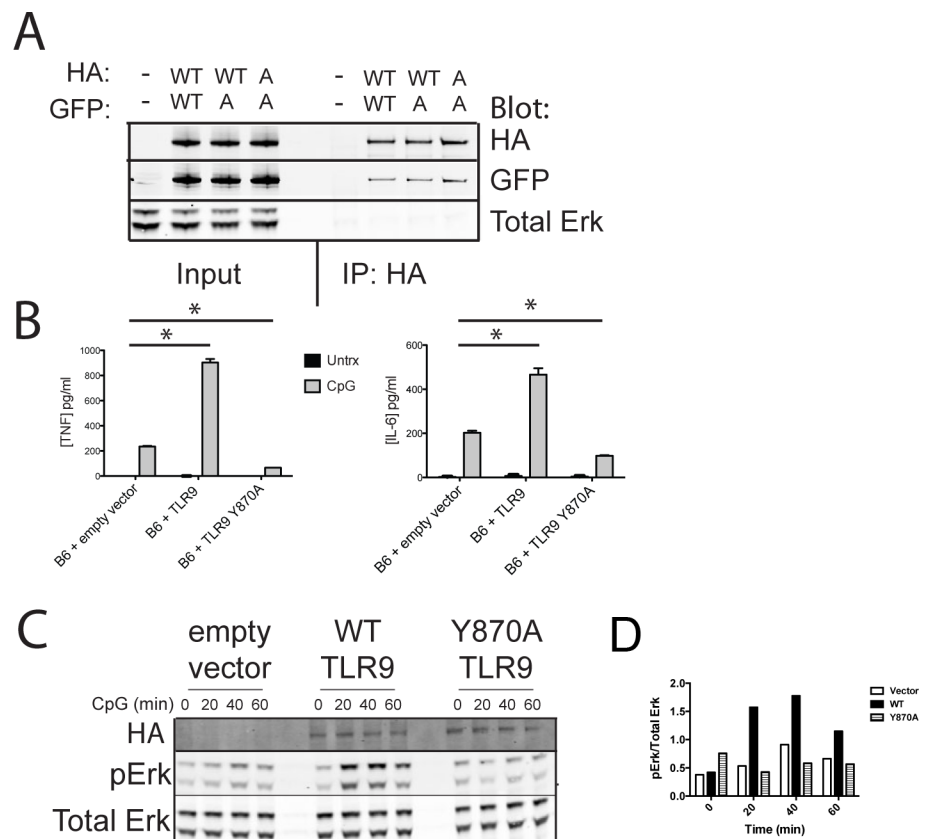 A
HA: - WT WT A - WT WT A
GFP: - WT A A - WT A A Blot:
HA
GFP
Total Erk
Input IP: HA
B
* *
* *
[TNF] pg/ml
1000
800
600
400
200
0
B6 + empty vector
B6 + TLR9
B6 + TLR9 Y870A
Untrx
CpG
[IL-6] pg/ml
600
400
200
0
B6 + empty vector
B6 + TLR9
B6 + TLR9 Y870A
C
empty WT Y870A
vector TLR9 TLR9
CpG (min) 0 20 40 60 0 20 40 60 0 20 40 60
HA
pErk
Total Erk
D
pErk/Total Erk
2.0
1.5
1.0
0.5
0.0
0 20 40 60
Time (min)
Vector
WT
Y870A